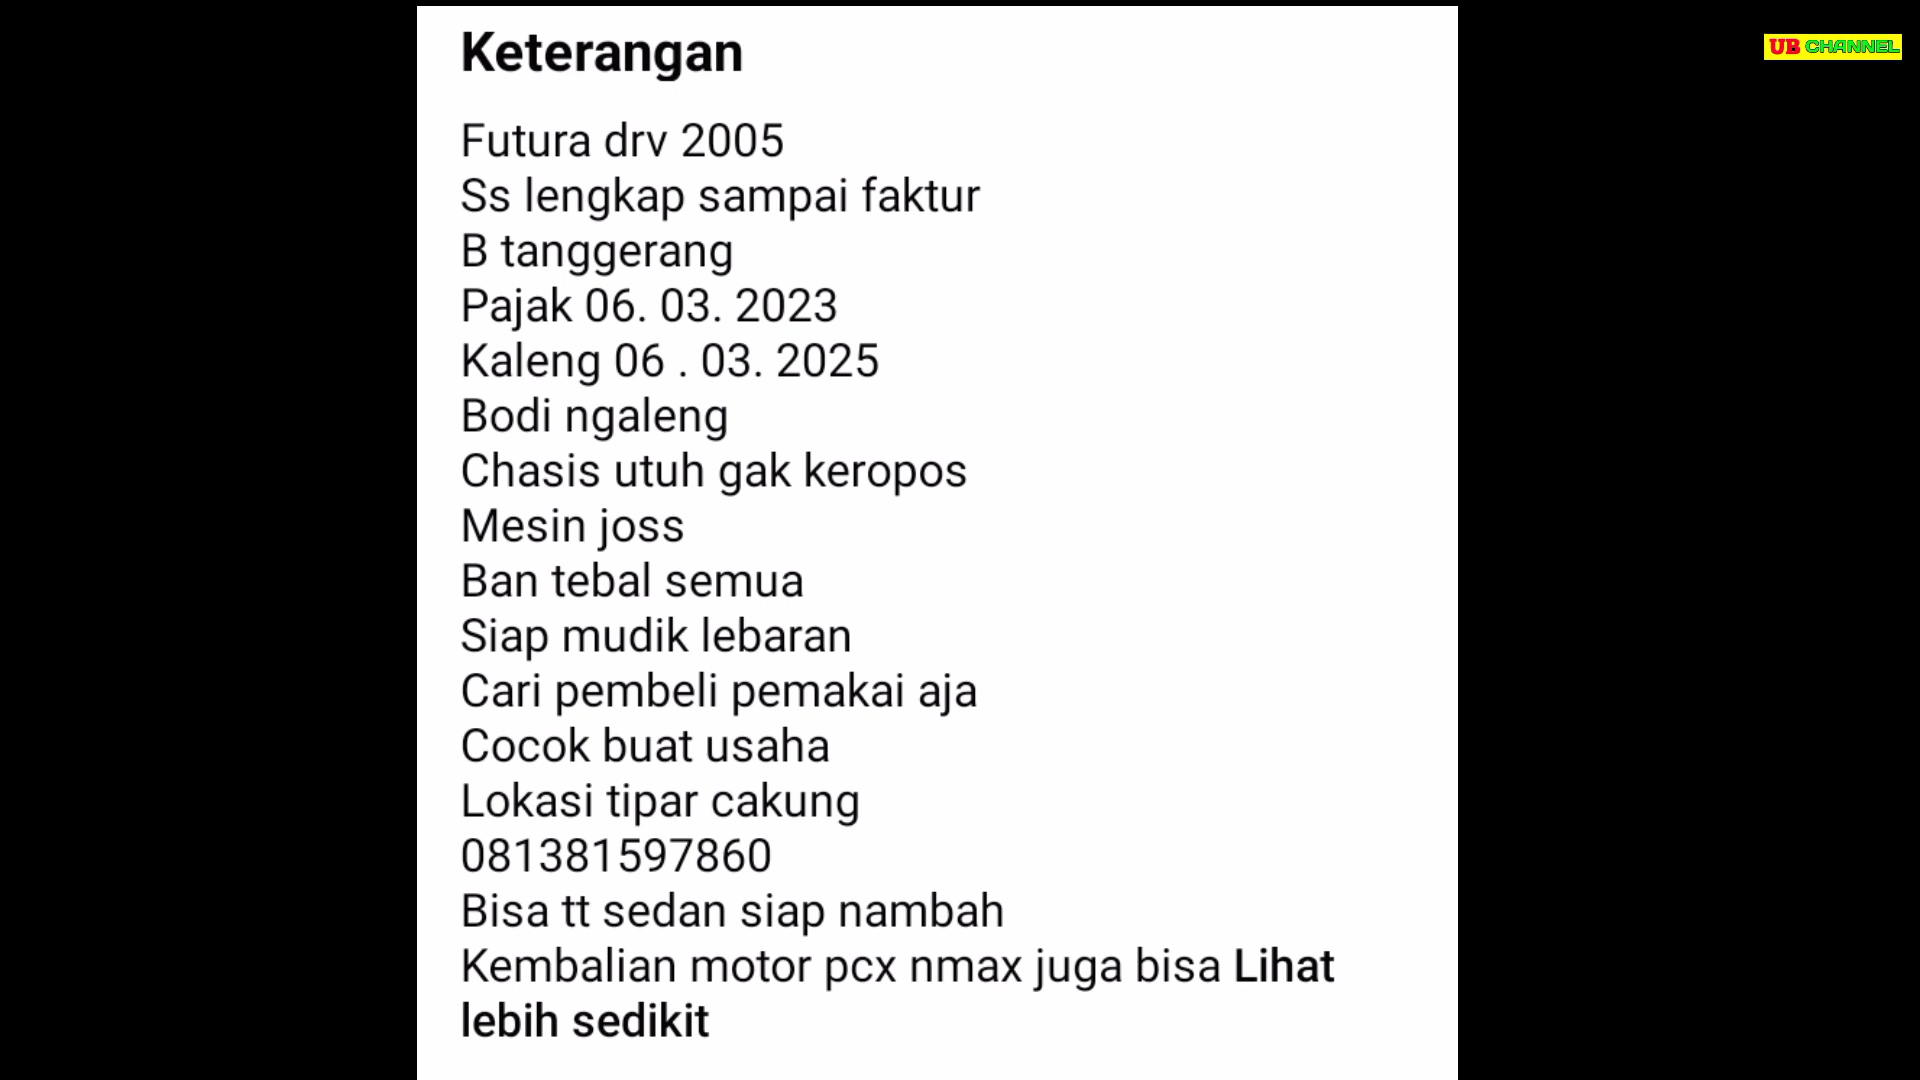 Keterangan
UB CHANNEL
Futura drv 2005
Ss lengkap sampai faktur
B tanggerang
Pajak 06. 03. 2023
Kaleng 06 . 03. 2025
Bodi ngaleng
Chasis utuh gak keropos
Mesin joss
Ban tebal semua
Siap mudik lebaran
Cari pembeli pemakai aja
Cocok buat usaha
Lokasi tipar cakung
081381597860
Bisa tt sedan siap nambah
Kembalian motor pcx nmax juga bisa Lihat
lebih sedikit